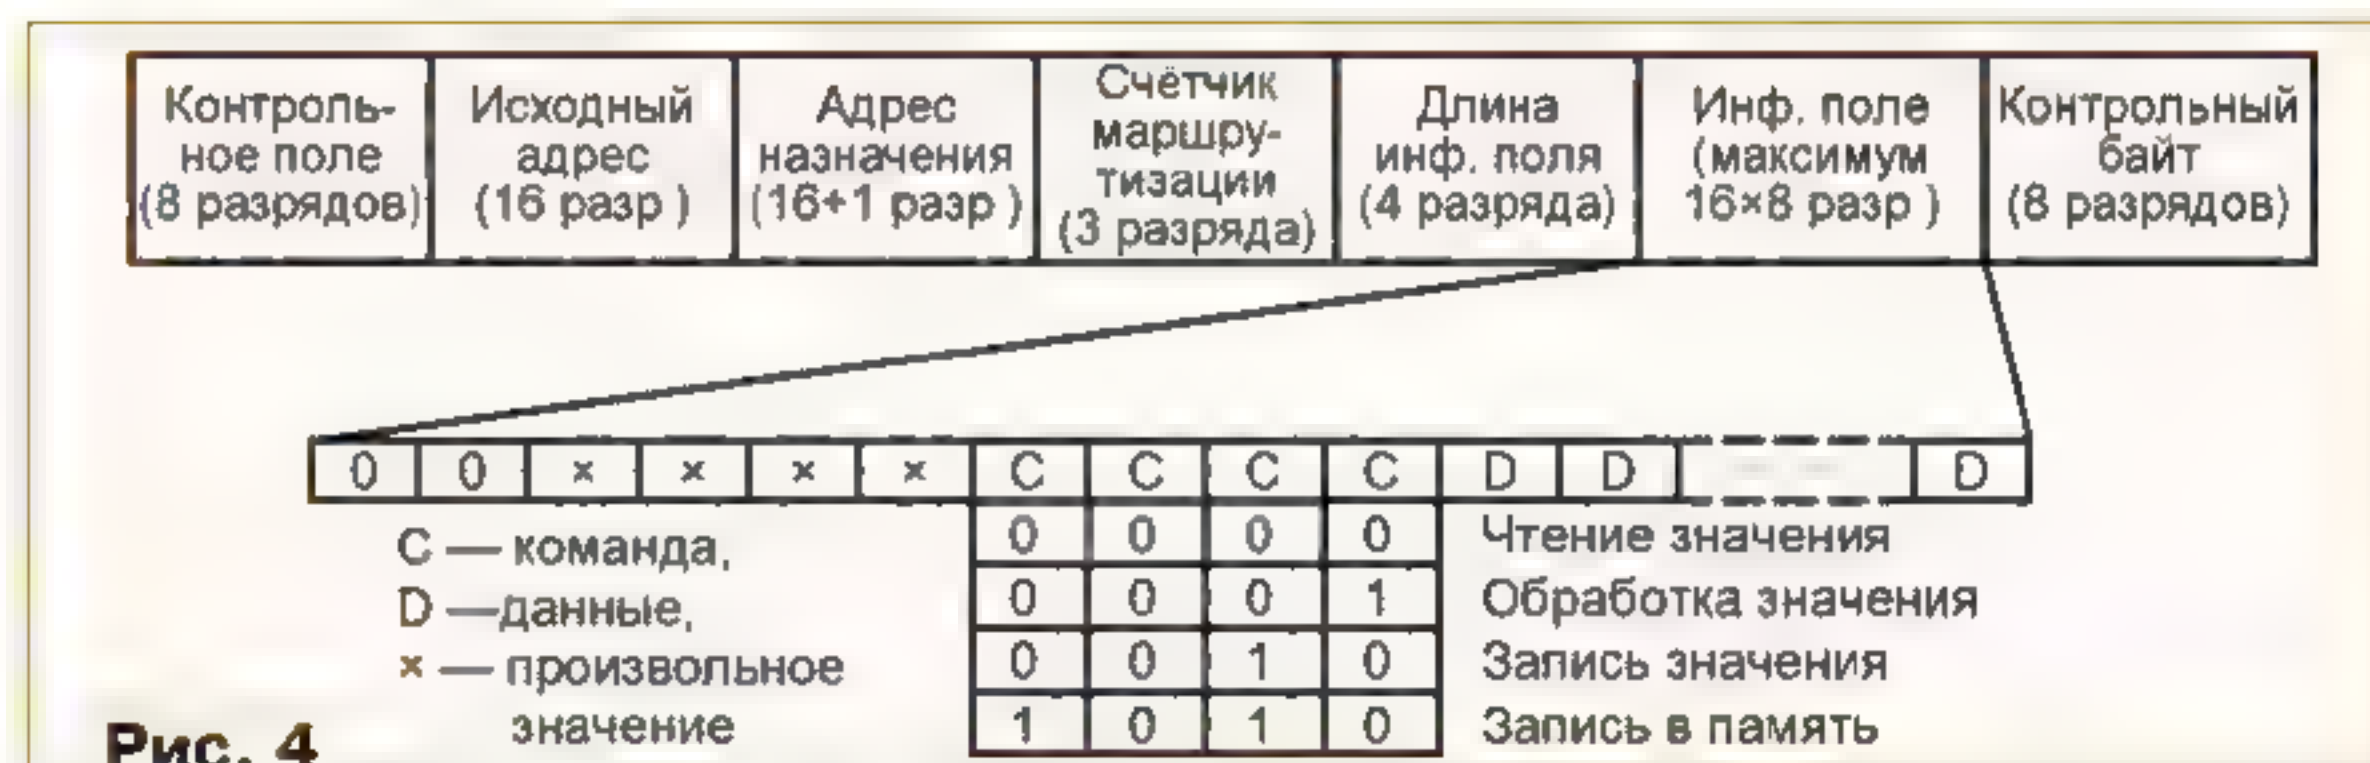 Контроль-
ное поле
(8 разрядов)
Исходный
адрес
(16 разр )
Адрес
назначения
(16+1 разр )
Счётчик
маршру-
тизации
(3 разряда)
Длина
инф. поля
(4 разряда)
Инф. поле
(максимум
16×8 разр )
Контрольный
байт
(8 разрядов)
0 0 × × × × C C C C D D D
C — команда,
D — данные,
× — произвольное
значение
0 0 0 0 Чтение значения
0 0 0 1 Обработка значения
0 0 1 0 Запись значения
1 0 1 0 Запись в память
Рис. 4